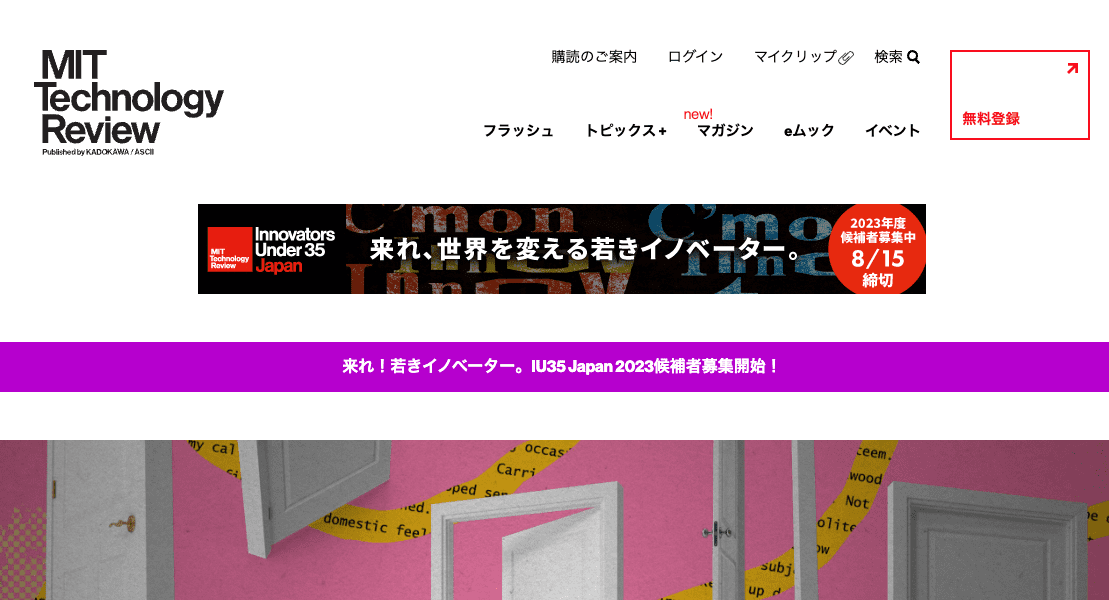 MIT
Technology
Review
Published by KADOKAWA / ASCII
購読のご案内 ログイン マイクリップ 検索
new!
フラッシュ トピックス+ マガジン eムック イベント
無料登録
MIT
Technology
Review
Innovators
Under 35
Japan
C'mon
C'mon
来れ、世界を変える若きイノベーター。
2023年度
候補者募集中
8/15
締切
来れ！若きイノベーター。IU35 Japan 2023候補者募集開始！
my cal
occas
Carri
domestic feel
teem.
wood
Not
olite
subj
up d